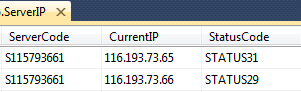 o.ServerIP
ServerCode CurrentIP StatusCode
S115793661 116.193.73.65 STATUS31
S115793661 116.193.73.66 STATUS29